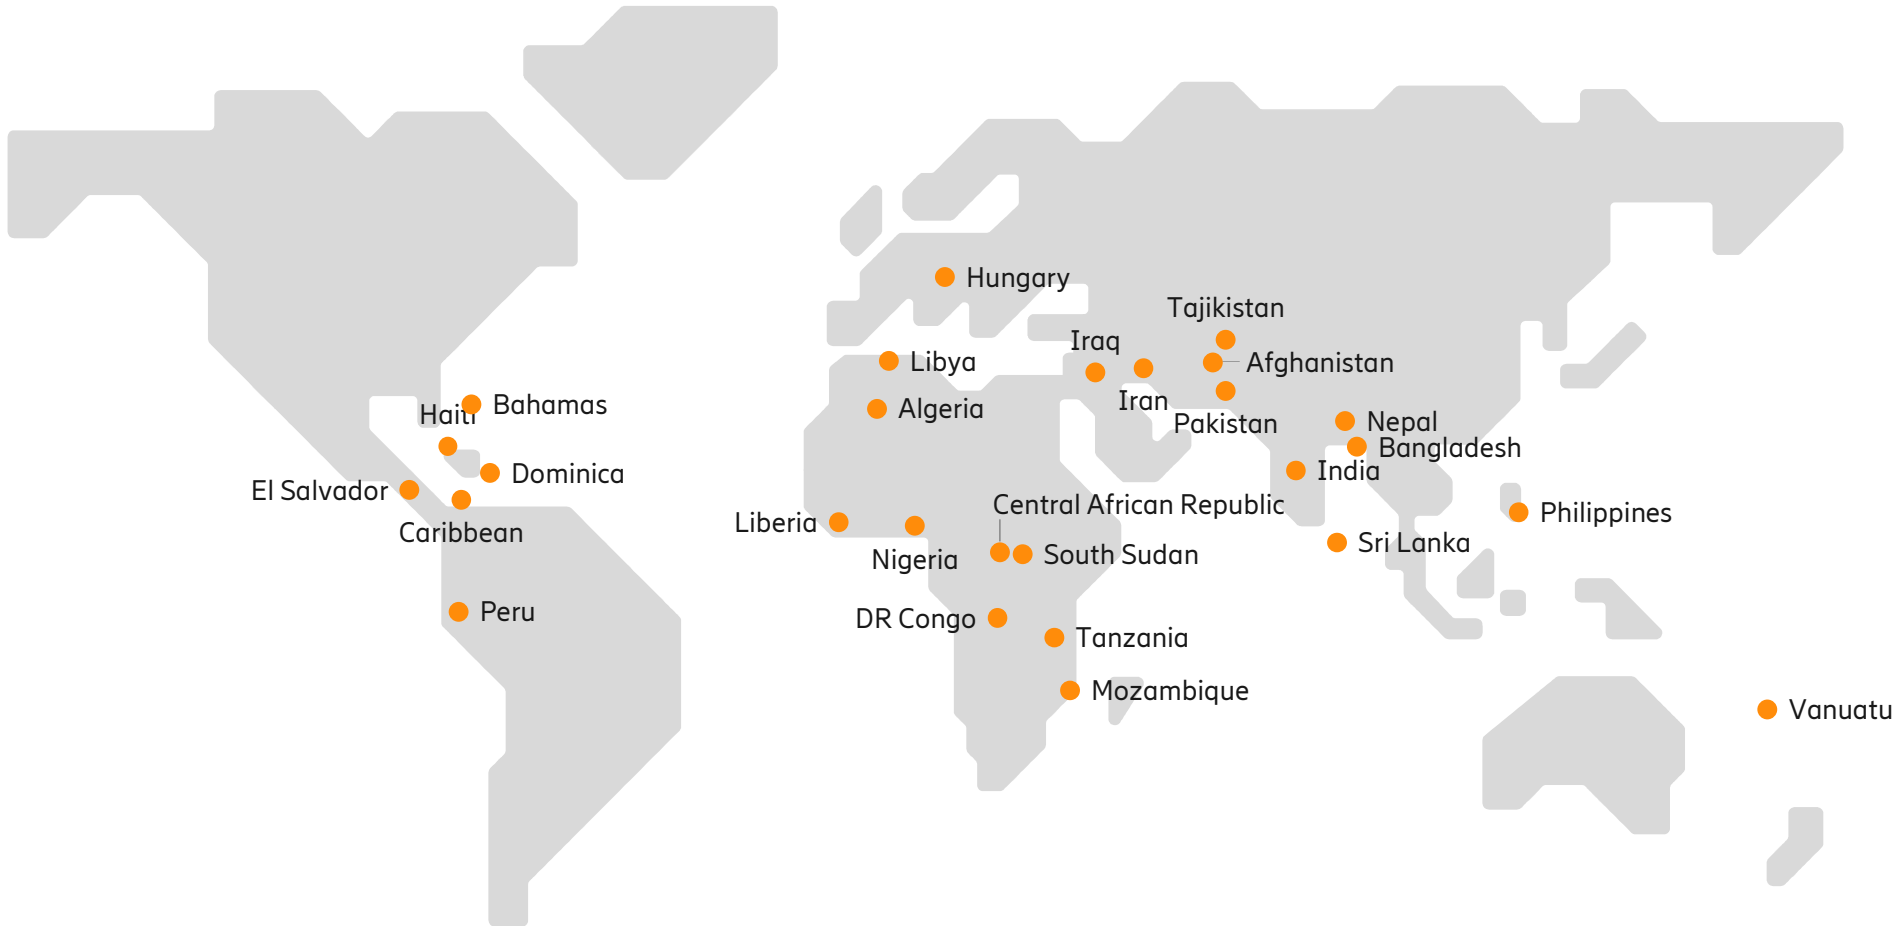 Hungary
Tajikistan
Iraq
Libya
Afghanistan
Iran
Bahamas
Haiti
Algeria
Pakistan
Nepal
Bangladesh
Dominica
India
El Salvador
Central African Republic
Philippines
Liberia
Caribbean
Sri Lanka
Nigeria
South Sudan
Peru
DR Congo
Tanzania
Mozambique
Vanuatu